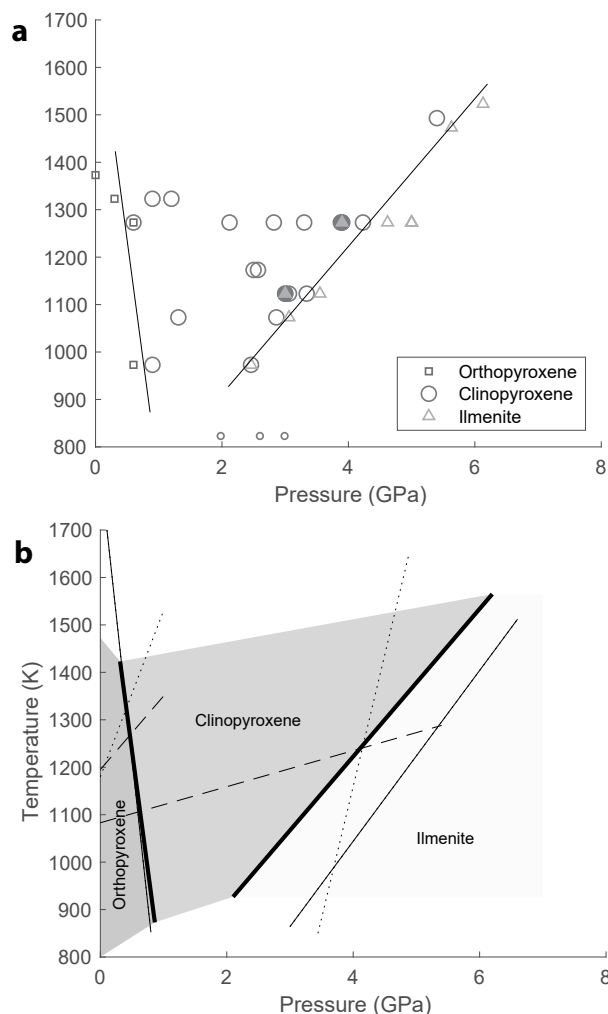 a
1700
1600
1500
1400
1300
1200
1100
1000
900
800
0 2 4 6 8
Pressure (GPa)
Orthopyroxene
Clinopyroxene
Ilmenite
b
1700
1600
1500
1400
1300
1200
1100
1000
900
800
Temperature (K)
Clinopyroxene
Orthopyroxene
Ilmenite
0 2 4 6 8
Pressure (GPa)